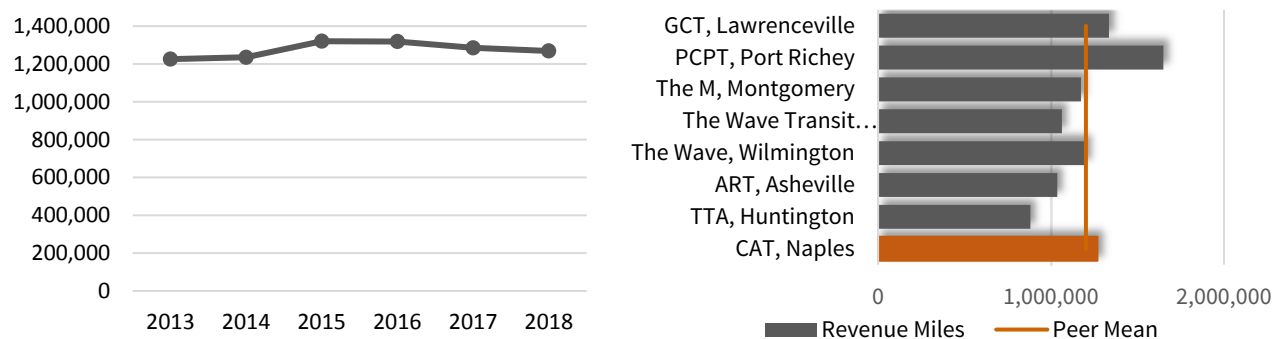 1,400,000
1,200,000
1,000,000
800,000
600,000
400,000
200,000
0
2013 2014 2015 2016 2017 2018
GCT, Lawrenceville
PCPT, Port Richey
The M, Montgomery
The Wave Transit…
The Wave, Wilmington
ART, Asheville
TTA, Huntington
CAT, Naples
0 1,000,000 2,000,000
Revenue Miles Peer Mean